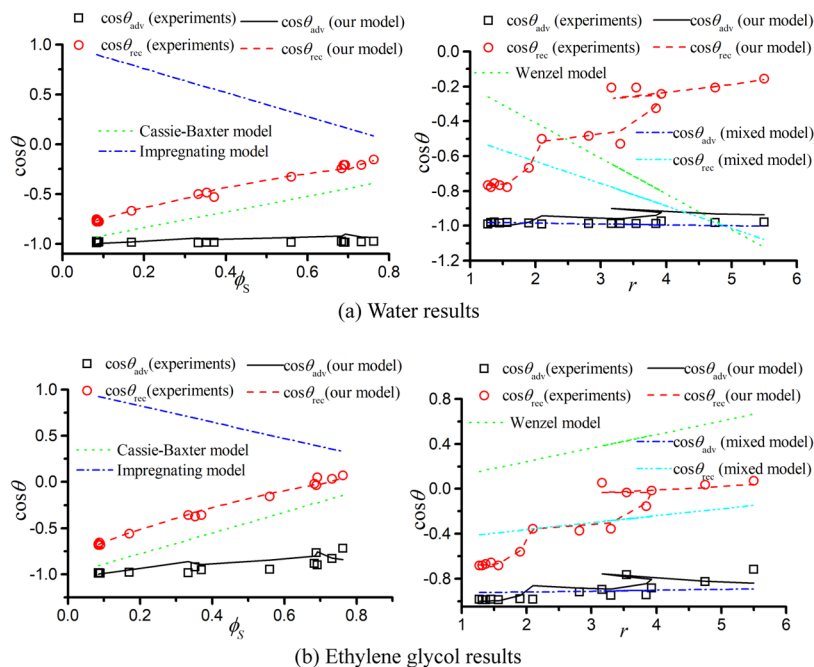 cosθadv(experiments) cosθadv(our model)
cosθrec(experiments) cosθrec(our model)
Cassie-Baxter model
Impregnating model
cosθ
1.0
0.5
0.0
-0.5
-1.0
0.0 0.2 0.4 0.6 0.8
ϕS
cosθadv(experiments) cosθadv(our model)
cosθrec(experiments) cosθrec(our model)
Wenzel model
cosθadv(mixed model)
cosθrec(mixed model)
cosθ
0.0
-0.2
-0.4
-0.6
-0.8
-1.0
-1.2
1 2 3 4 5 6
r
(a) Water results
cosθadv(experiments) cosθadv(our model)
cosθrec(experiments) cosθrec(our model)
Cassie-Baxter model
Impregnating model
cosθ
1.0
0.5
0.0
-0.5
-1.0
0.0 0.2 0.4 0.6 0.8
ϕS
cosθadv(experiments) cosθadv(our model)
cosθrec(experiments) cosθrec(our model)
Wenzel model
cosθadv(mixed model)
cosθrec(mixed model)
cosθ
0.8
0.4
0.0
-0.4
-0.8
1 2 3 4 5 6
r
(b) Ethylene glycol results